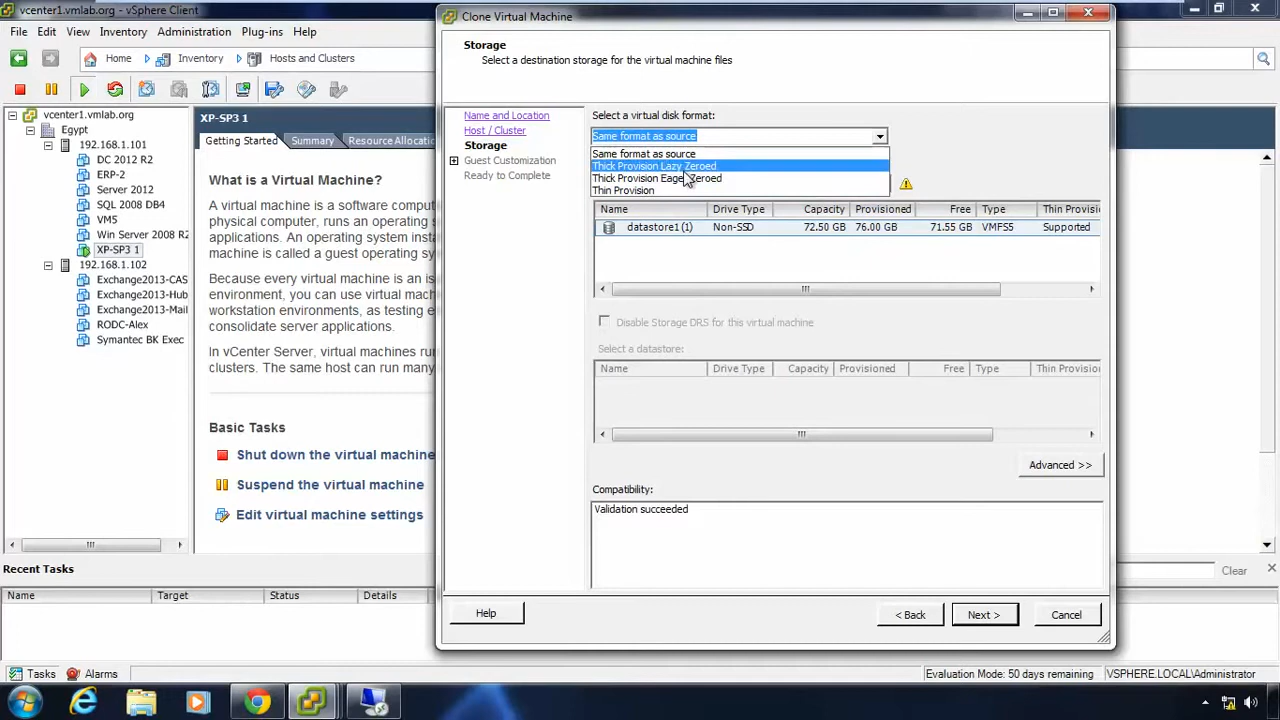 vcenter1.vmlab.org - vSphere Client
File Edit View Inventory Administration Plug-ins Help
Home Inventory Hosts and Clusters
vcenter1.vmlab.org
Egypt
192.168.1.101
DC 2012 R2
ERP-2
Server 2012
SQL 2008 DB4
VM5
Win Server 2008 R2
XP-SP3 1
192.168.1.102
Exchange2013-CAS
Exchange2013-Hub
Exchange2013-Mail
RODC-Alex
Symantec BK Exec
XP-SP3 1
Getting Started Summary Resource Allocation
What is a Virtual Machine?
A virtual machine is a software compu
physical computer, runs an operating s
applications. An operating system insta
machine is called a guest operating sy
Because every virtual machine is an is
environment, you can use virtual mach
workstation environments, as testing e
consolidate server applications.
In vCenter Server, virtual machines run
clusters. The same host can run many
Basic Tasks
Shut down the virtual machine
Suspend the virtual machine
Edit virtual machine settings
Clone Virtual Machine
Storage
Select a destination storage for the virtual machine files
Name and Location
Host / Cluster
Storage
Guest Customization
Ready to Complete
Select a virtual disk format:
Same format as source
Same format as source
Thick Provision Lazy Zeroed
Thick Provision Eager Zeroed
Thin Provision
Name Drive Type Capacity Provisioned Free Type Thin Provisio
datastore1 (1) Non-SSD 72.50 GB 76.00 GB 71.55 GB VMFS5 Supported
Disable Storage DRS for this virtual machine
Select a datastore:
Name Drive Type Capacity Provisioned Free Type Thin Provisio
Advanced >>
Compatibility:
Validation succeeded
Help < Back Next > Cancel
Recent Tasks
Clear
Name Target Status Details
Tasks Alarms
Evaluation Mode: 50 days remaining VSPHERE.LOCAL\Administrator